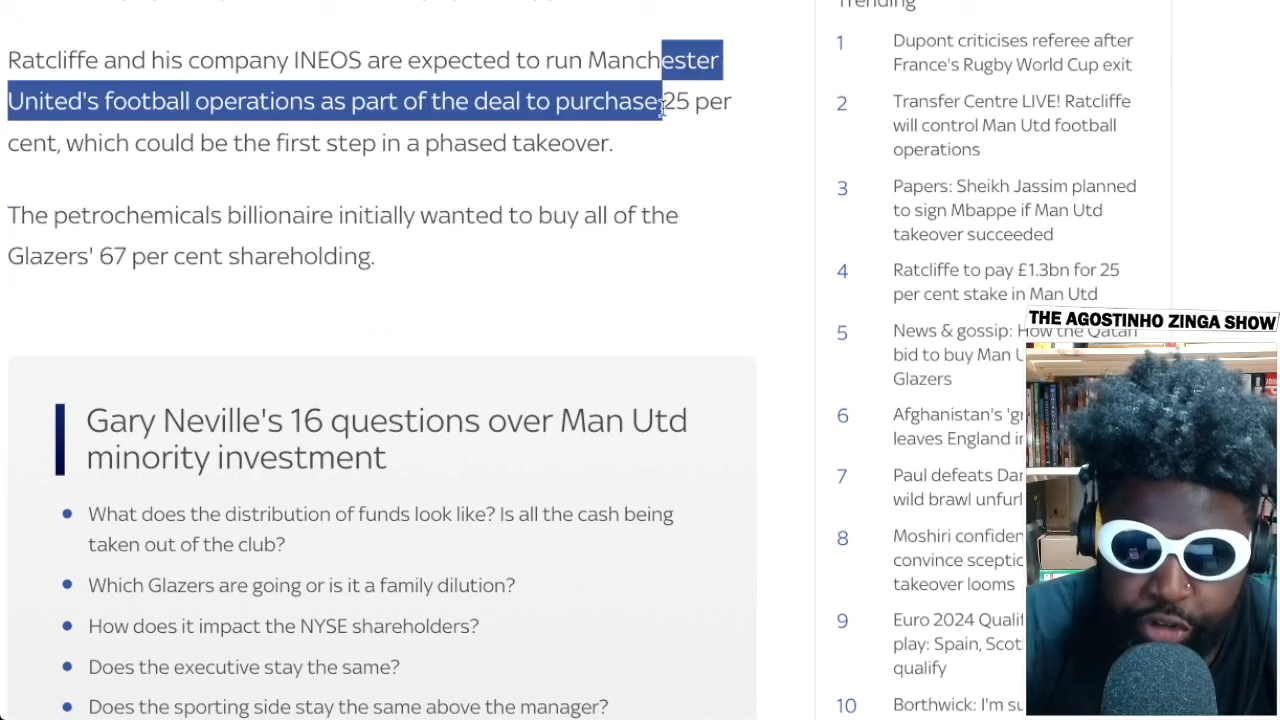 Ratcliffe and his company INEOS are expected to run Manchester
United's football operations as part of the deal to purchase 25 per
cent, which could be the first step in a phased takeover.
The petrochemicals billionaire initially wanted to buy all of the
Glazers' 67 per cent shareholding.
Gary Neville's 16 questions over Man Utd
minority investment
What does the distribution of funds look like? Is all the cash being
taken out of the club?
Which Glazers are going or is it a family dilution?
How does it impact the NYSE shareholders?
Does the executive stay the same?
Does the sporting side stay the same above the manager?
Trending
1 Dupont criticises referee after
France's Rugby World Cup exit
2 Transfer Centre LIVE! Ratcliffe
will control Man Utd football
operations
3 Papers: Sheikh Jassim planned
to sign Mbappe if Man Utd
takeover succeeded
4 Ratcliffe to pay £1.3bn for 25
per cent stake in Man Utd
5 News & gossip: How the Qatari
bid to buy Man U
Glazers
6 Afghanistan's
leaves England
7 Paul defeats
wild brawl
8 Moshiri
convince
takeover looms
9 Euro 2024
play: Spain,
qualify
10 Borthwick: I'm
THE AGOSTINHO ZINGA SHOW